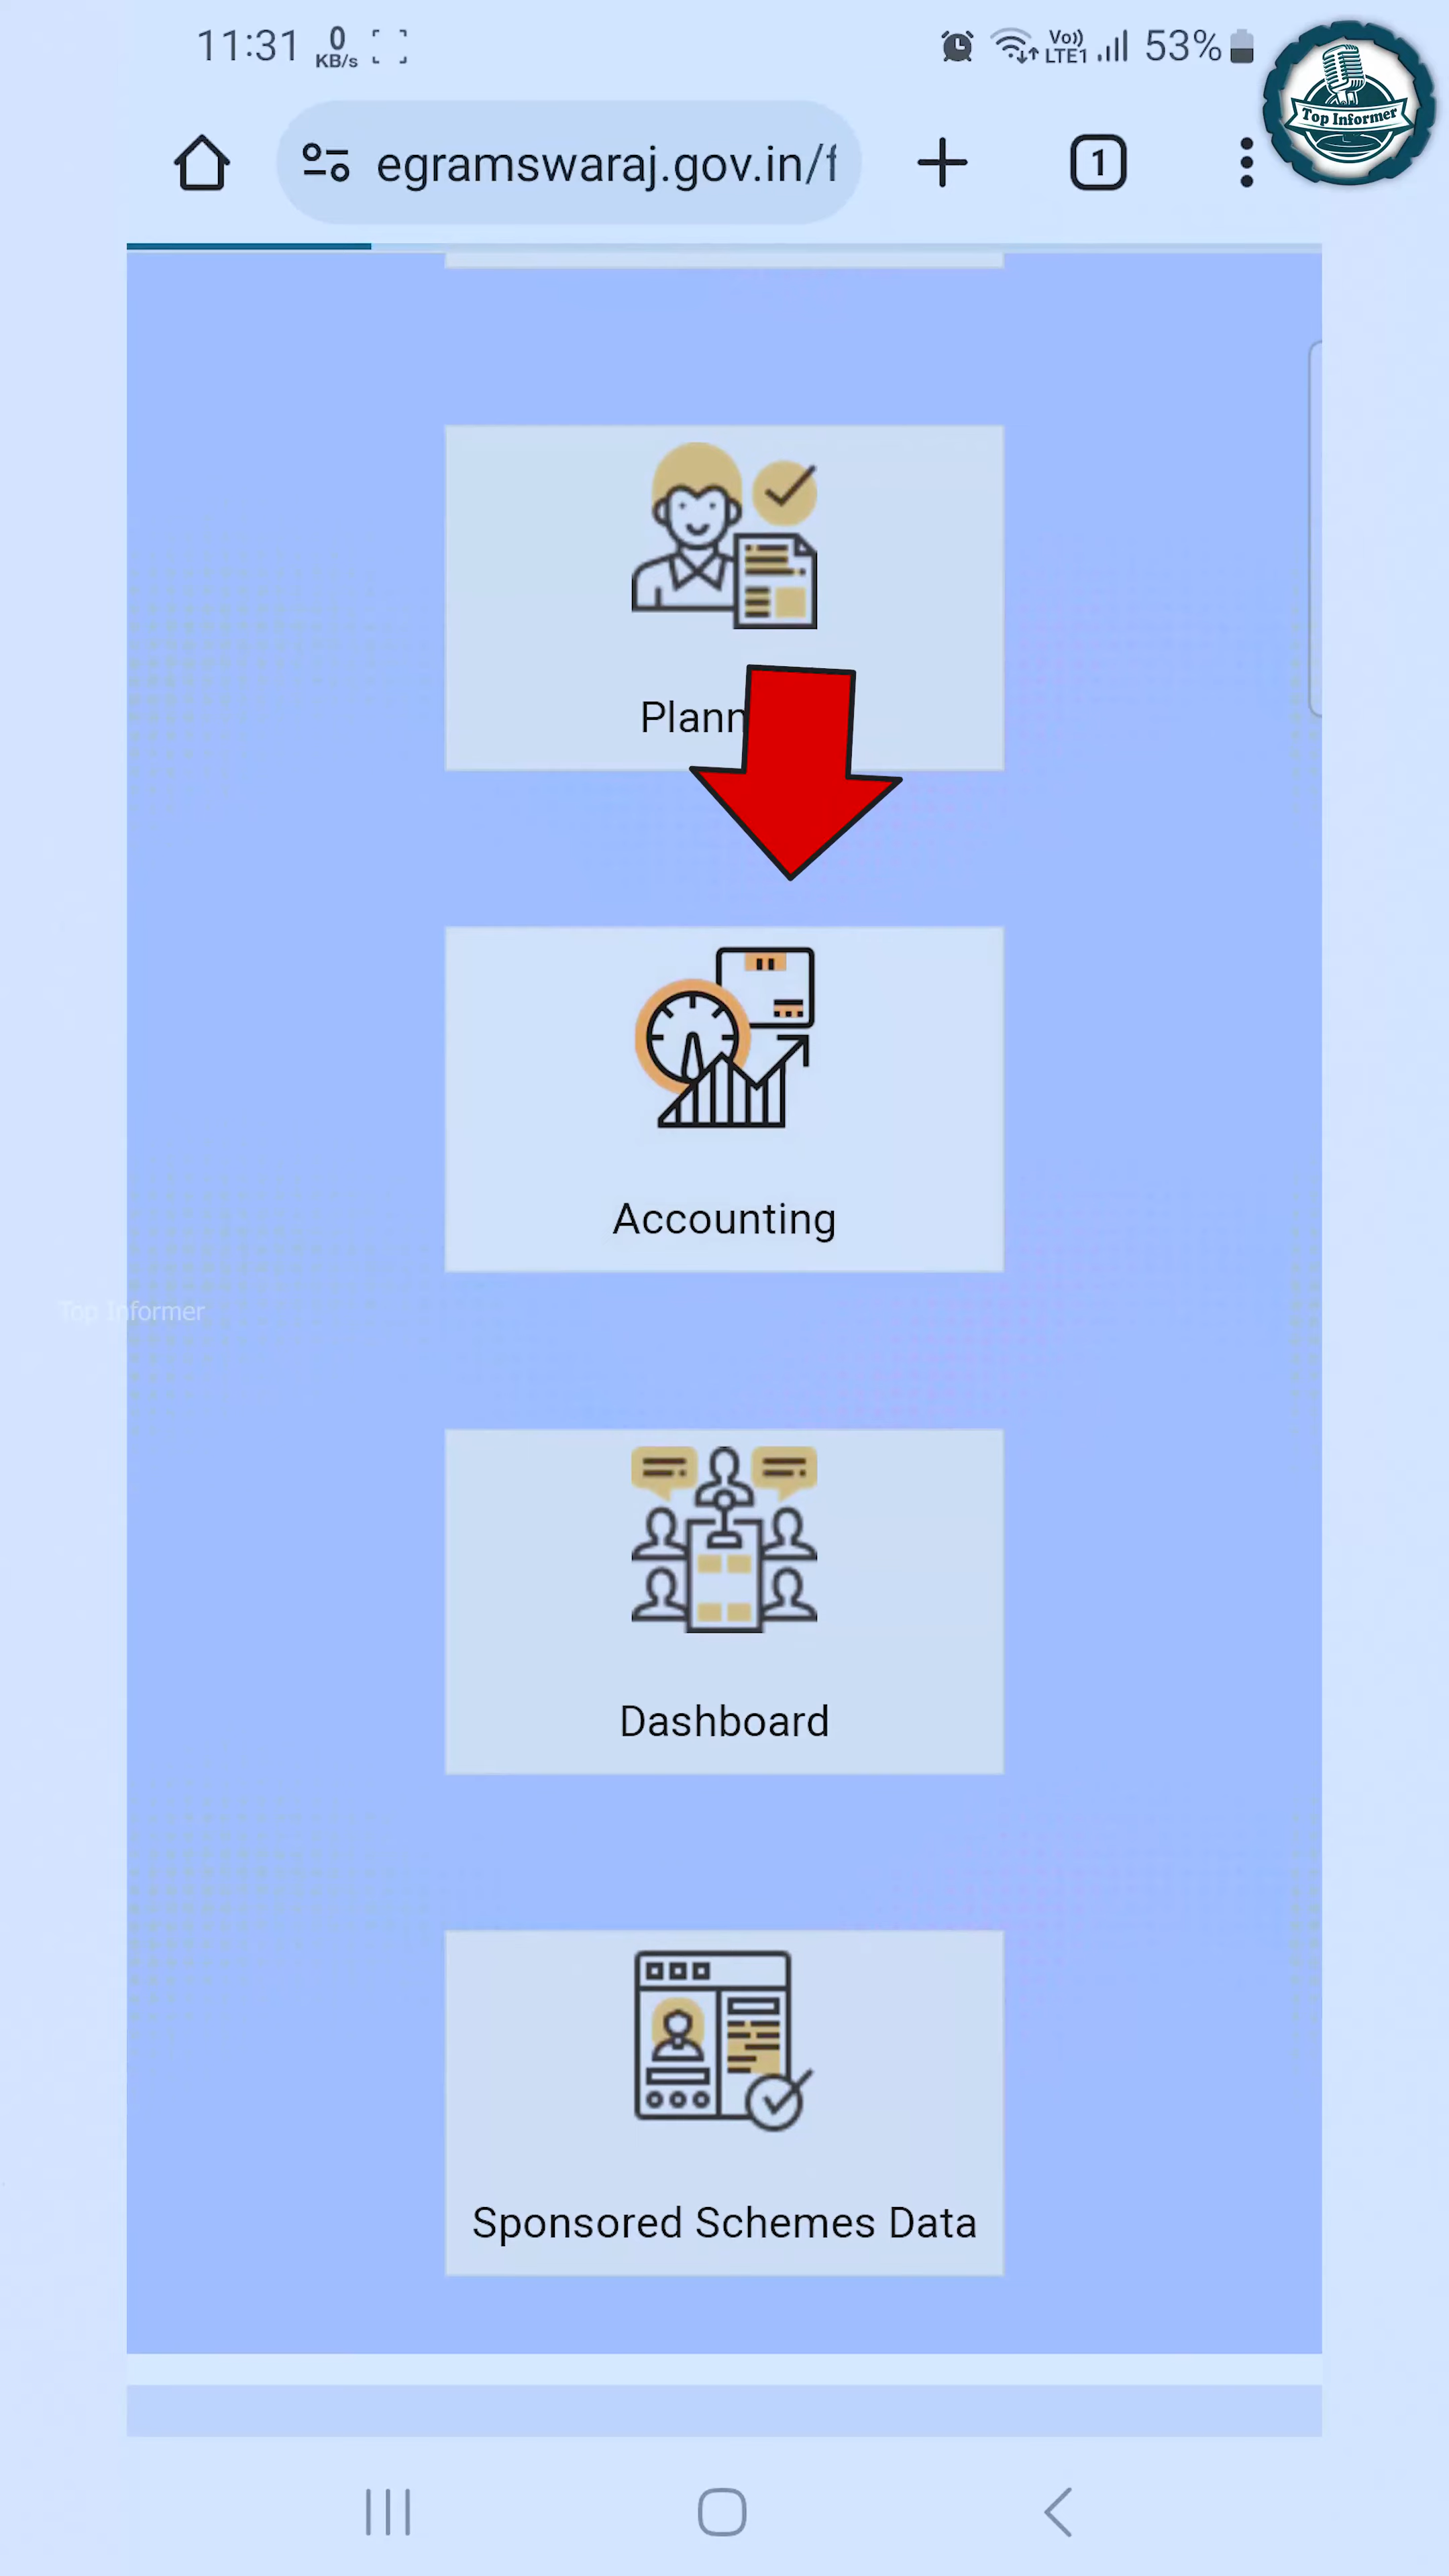 11:31
0
KB/s
Vo))
LTE1
53%
Top Informer
egramswaraj.gov.in/f
1
Plann
Accounting
Top Informer
Dashboard
Sponsored Schemes Data